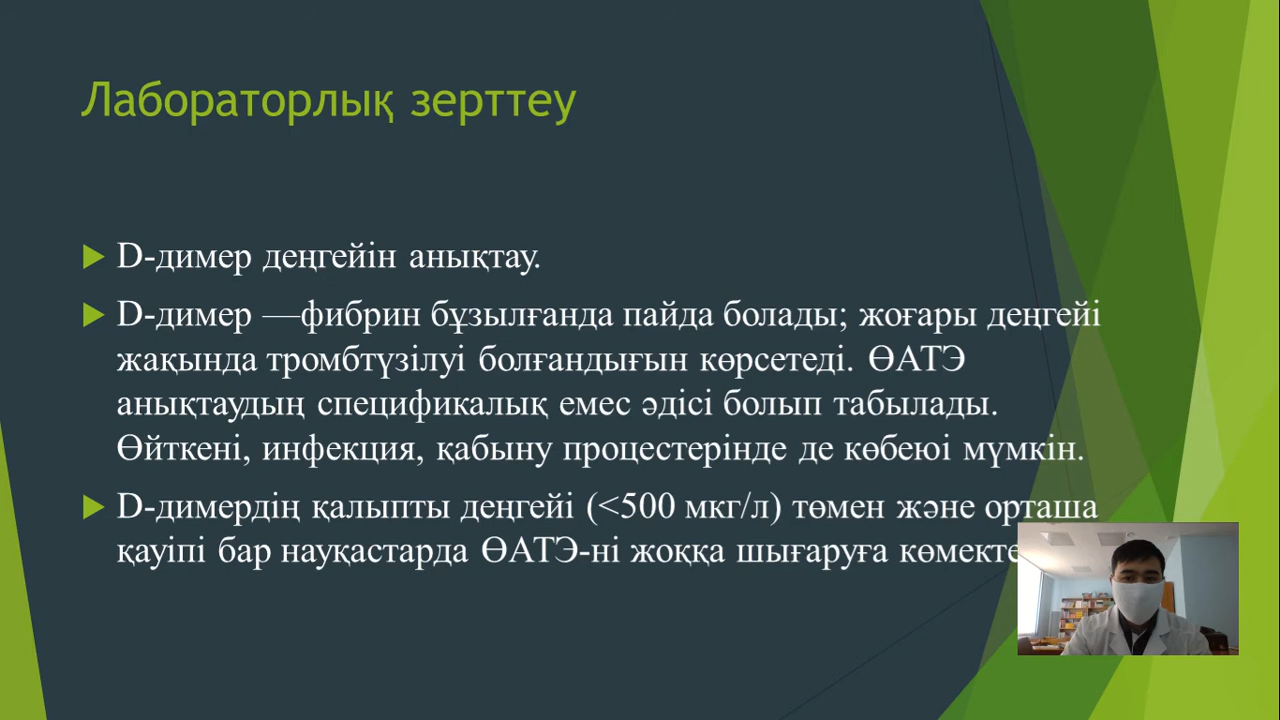 Лабораторлық зерттеу
D-димер деңгейін анықтау.
D-димер —фибрин бұзылғанда пайда болады; жоғары деңгейі
жақында тромбтүзілуі болғандығын көрсетеді. ӨАТЭ
анықтаудың спецификалық емес әдісі болып табылады.
Өйткені, инфекция, қабыну процестерінде де көбеюі мүмкін.
D-димердің қалыпты деңгейі (<500 мкг/л) төмен және орташа
қауіпі бар науқастарда ӨАТЭ-ні жоққа шығаруға